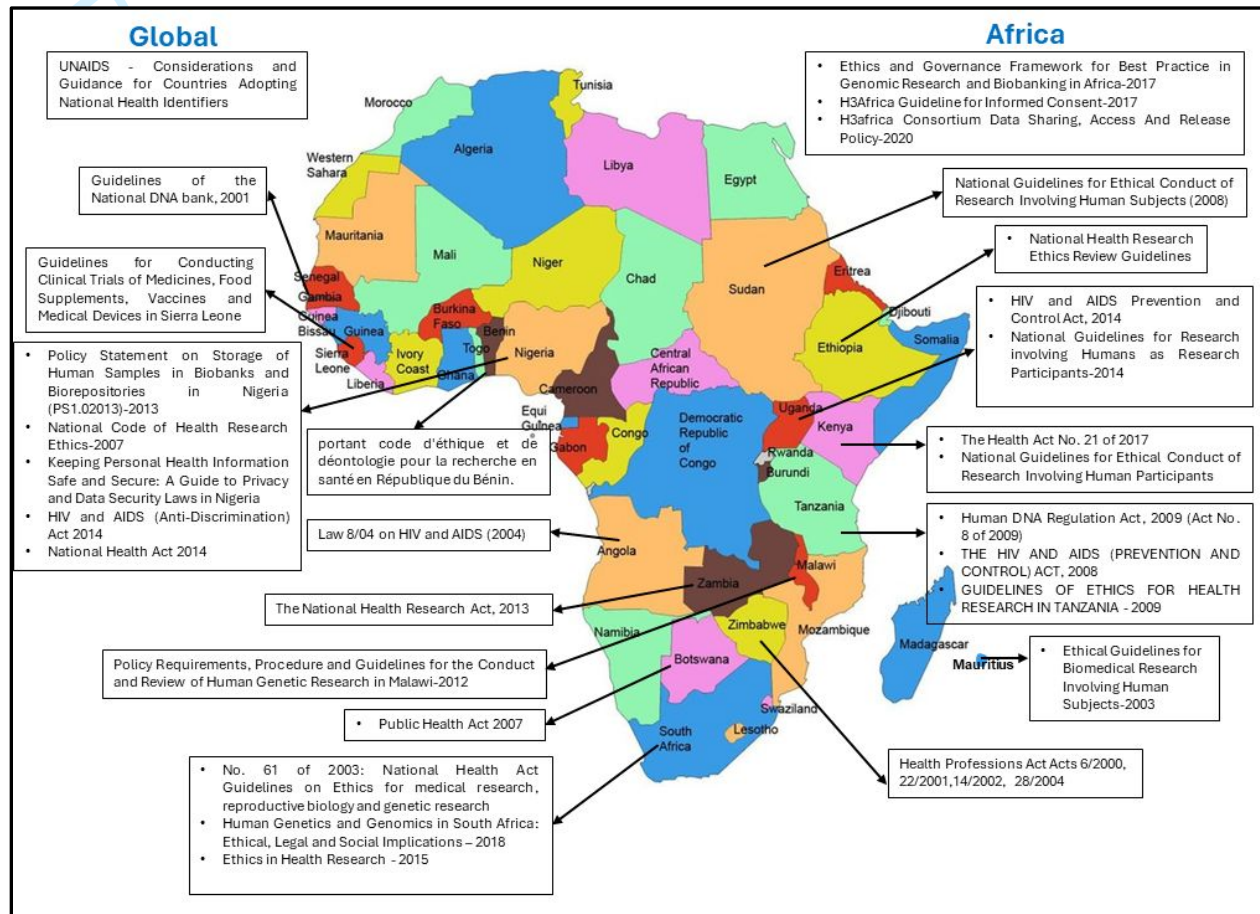 Global
Africa
UNAIDS - Considerations and
Guidance for Countries Adopting
National Health Identifiers
• Ethics and Governance Framework for Best Practice in
Genomic Research and Biobanking in Africa-2017
• H3Africa Guideline for Informed Consent-2017
• H3africa Consortium Data Sharing, Access And Release
Policy-2020
Guidelines of the
National DNA bank, 2001
Guidelines for Conducting
Clinical Trials of Medicines, Food
Supplements, Vaccines and
Medical Devices in Sierra Leone
• Policy Statement on Storage of
Human Samples in Biobanks and
Biorepositories in Nigeria
(PS1.02013)-2013
• National Code of Health Research
Ethics-2007
• Keeping Personal Health Information
Safe and Secure: A Guide to Privacy
and Data Security Laws in Nigeria
• HIV and AIDS (Anti-Discrimination)
Act 2014
• National Health Act 2014
portant code d'éthique et de
déontologie pour la recherche en
santé en République du Bénin.
Law 8/04 on HIV and AIDS (2004)
The National Health Research Act, 2013
Policy Requirements, Procedure and Guidelines for the Conduct
and Review of Human Genetic Research in Malawi-2012
• Public Health Act 2007
• No. 61 of 2003: National Health Act
Guidelines on Ethics for medical research,
reproductive biology and genetic research
• Human Genetics and Genomics in South Africa:
Ethical, Legal and Social Implications – 2018
• Ethics in Health Research - 2015
National Guidelines for Ethical Conduct of
Research Involving Human Subjects (2008)
• National Health Research
Ethics Review Guidelines
• HIV and AIDS Prevention and
Control Act, 2014
• National Guidelines for Research
involving Humans as Research
Participants-2014
• The Health Act No. 21 of 2017
• National Guidelines for Ethical Conduct of
Research Involving Human Participants
• Human DNA Regulation Act, 2009 (Act No.
8 of 2009)
• THE HIV AND AIDS (PREVENTION AND
CONTROL) ACT, 2008
• GUIDELINES OF ETHICS FOR HEALTH
RESEARCH IN TANZANIA - 2009
• Ethical Guidelines for
Biomedical Research
Involving Human
Subjects-2003
Health Professions Act Acts 6/2000,
22/2001,14/2002, 28/2004
Morocco
Tunisia
Algeria
Libya
Egypt
Western
Sahara
Mauritania
Mali
Niger
Chad
Sudan
Eritrea
Djibouti
Senegal
Gambia
Guinea
Bissau
Guinea
Sierra
Leone
Liberia
Ivory
Coast
Burkina
Faso
Ghana
Togo
Benin
Nigeria
Cameroon
Central
African
Republic
Ethiopia
Somalia
Equi
Guinea
Gabon
Congo
Democratic
Republic
of
Congo
Uganda
Kenya
Rwanda
Burundi
Tanzania
Angola
Zambia
Malawi
Mozambique
Zimbabwe
Namibia
Botswana
Madagascar
Mauritius
Swaziland
Lesotho
South
Africa